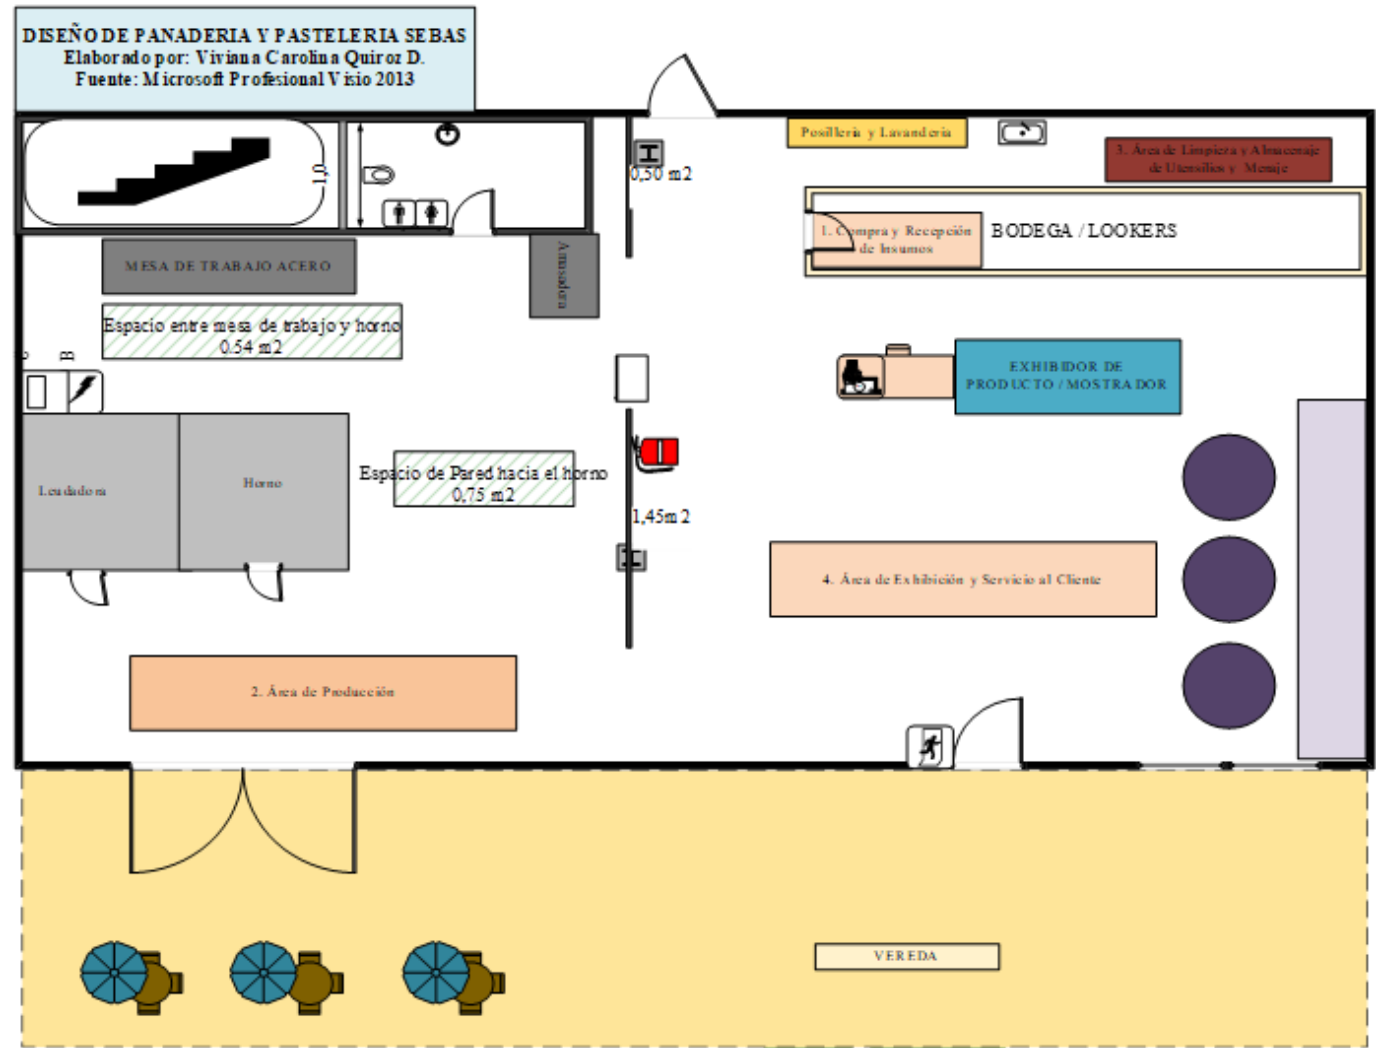 DISEÑO DE PANADERIA Y PASTELERIA SEBAS
Elaborado por: Viviana Carolina Quiroz D.
Fuente: Microsoft Profesional Visio 2013
1,0
0,50 m2
Posilleria y Lavanderia
3. Área de Limpieza y Almacenaje
de Utensilios y Menaje
1. Compra y Recepción
de Insumos
BODEGA / LOOKERS
MESA DE TRABAJO ACERO
Amasadora
Espacio entre mesa de trabajo y horno
0.54 m2
B
EXHIBIDOR DE
PRODUCTO / MOSTRADOR
Leudadora
Horno
Espacio de Pared hacia el horno
0,75 m2
1,45m2
4. Área de Exhibición y Servicio al Cliente
2. Área de Producción
VEREDA